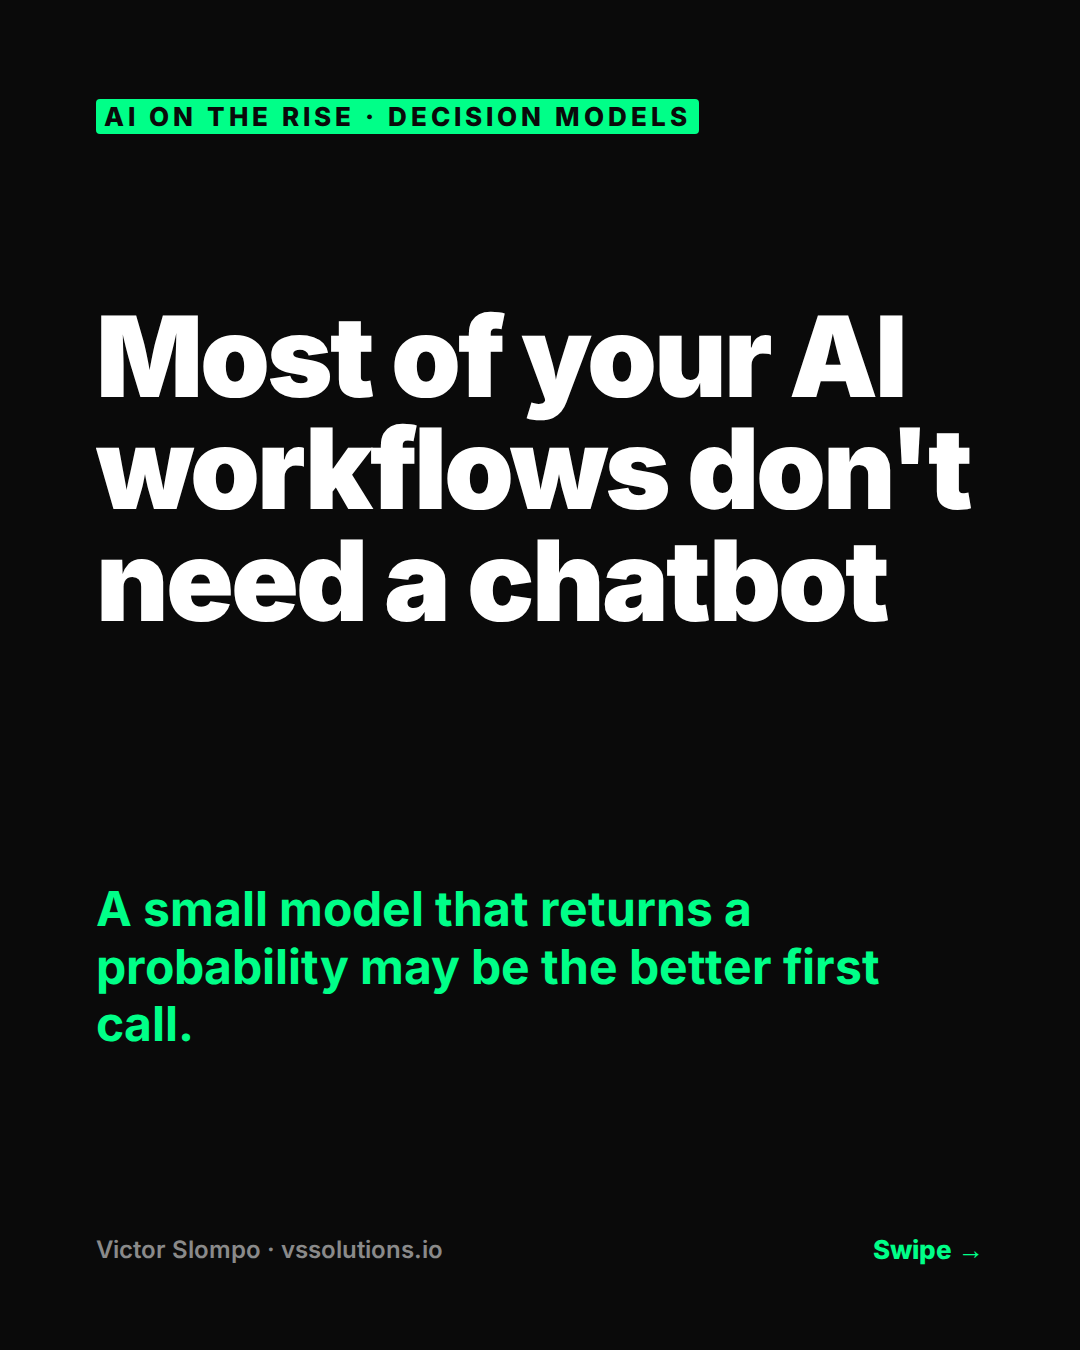 AI ON THE RISE · DECISION MODELS
Most of your AI
workflows don't
need a chatbot
A small model that returns a
probability may be the better first
call.
Victor Slompo · vssolutions.io
Swipe →